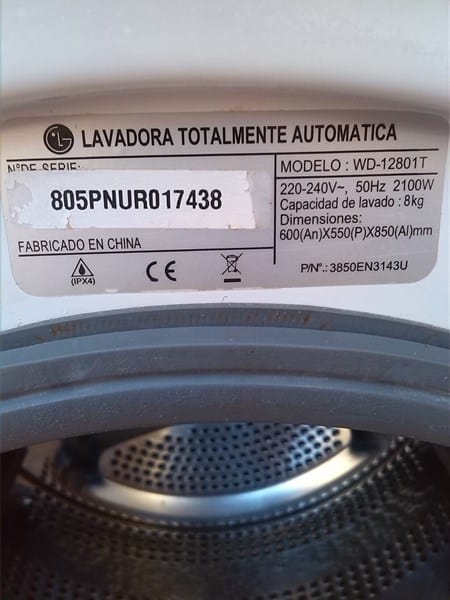 LG LAVADORA TOTALMENTE AUTOMATICA
NºDE SERIE:
805PNUR017438
FABRICADO EN CHINA
(IPX4)
CE
MODELO : WD-12801T
220-240V~, 50Hz 2100W
Capacidad de lavado : 8kg
Dimensiones:
600(An)X550(P)X850(Al)mm
P/Nº.: 3850EN3143U